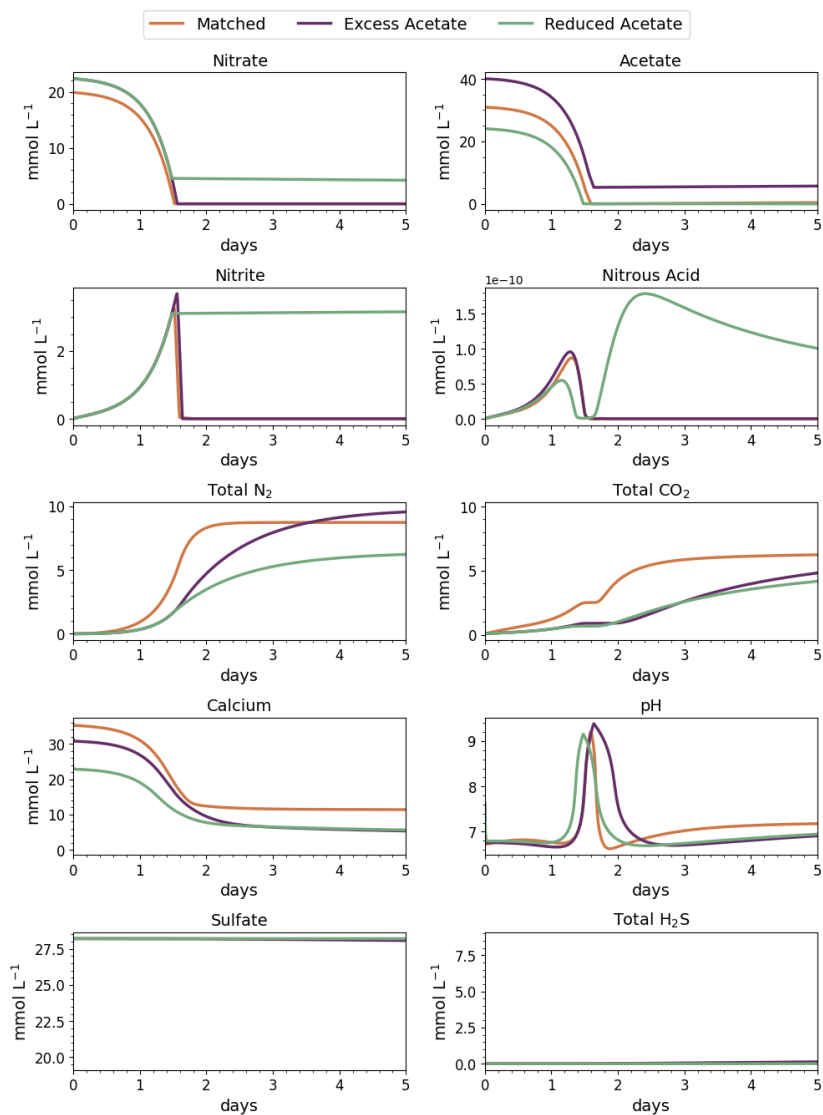 Matched Excess Acetate Reduced Acetate
Nitrate Acetate
mmol L⁻¹ 20 10 0 mmol L⁻¹ 40 20 0
0 1 2 3 4 5 0 1 2 3 4 5
days days
Nitrite Nitrous Acid
1e−10
mmol L⁻¹ 2 0 mmol L⁻¹ 1.5 1.0 0.5 0.0
0 1 2 3 4 5 0 1 2 3 4 5
days days
Total N₂ Total CO₂
mmol L⁻¹ 10 5 0 mmol L⁻¹ 10 5 0
0 1 2 3 4 5 0 1 2 3 4 5
days days
Calcium pH
mmol L⁻¹ 30 20 10 0 9 8 7
0 1 2 3 4 5 0 1 2 3 4 5
days days
Sulfate Total H₂S
mmol L⁻¹ 27.5 25.0 22.5 20.0 mmol L⁻¹ 7.5 5.0 2.5 0.0
0 1 2 3 4 5 0 1 2 3 4 5
days days